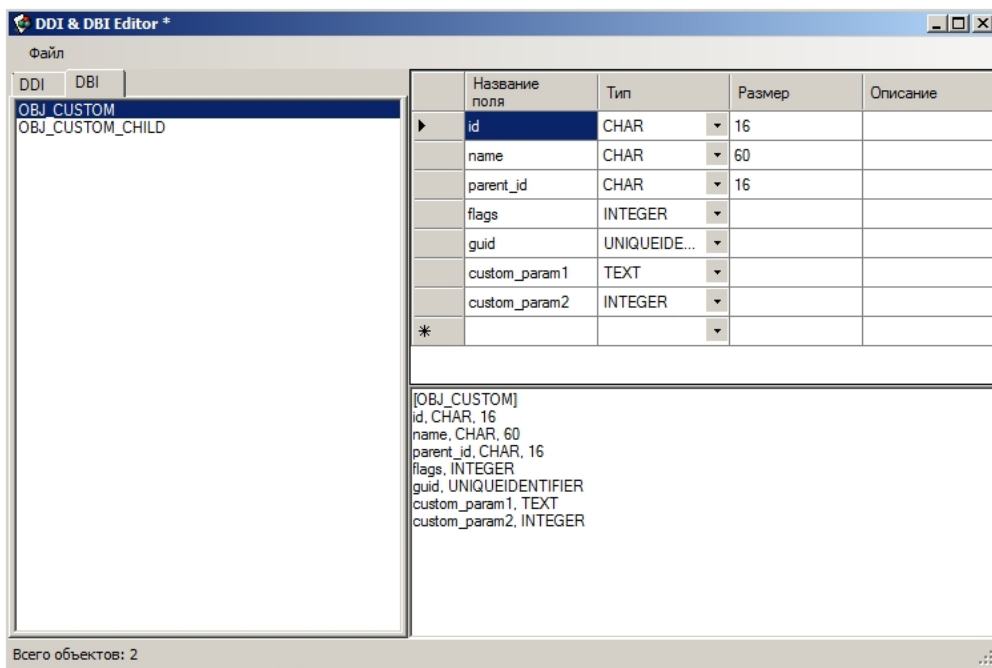 DDI & DBI Editor *
Файл
DDI DBI
OBJ_CUSTOM
OBJ_CUSTOM_CHILD
Название поля Тип Размер Описание
id CHAR 16
name CHAR 60
parent_id CHAR 16
flags INTEGER
guid UNIQUEIDE...
custom_param1 TEXT
custom_param2 INTEGER
[OBJ_CUSTOM]
id, CHAR, 16
name, CHAR, 60
parent_id, CHAR, 16
flags, INTEGER
guid, UNIQUEIDENTIFIER
custom_param1, TEXT
custom_param2, INTEGER
Всего объектов: 2